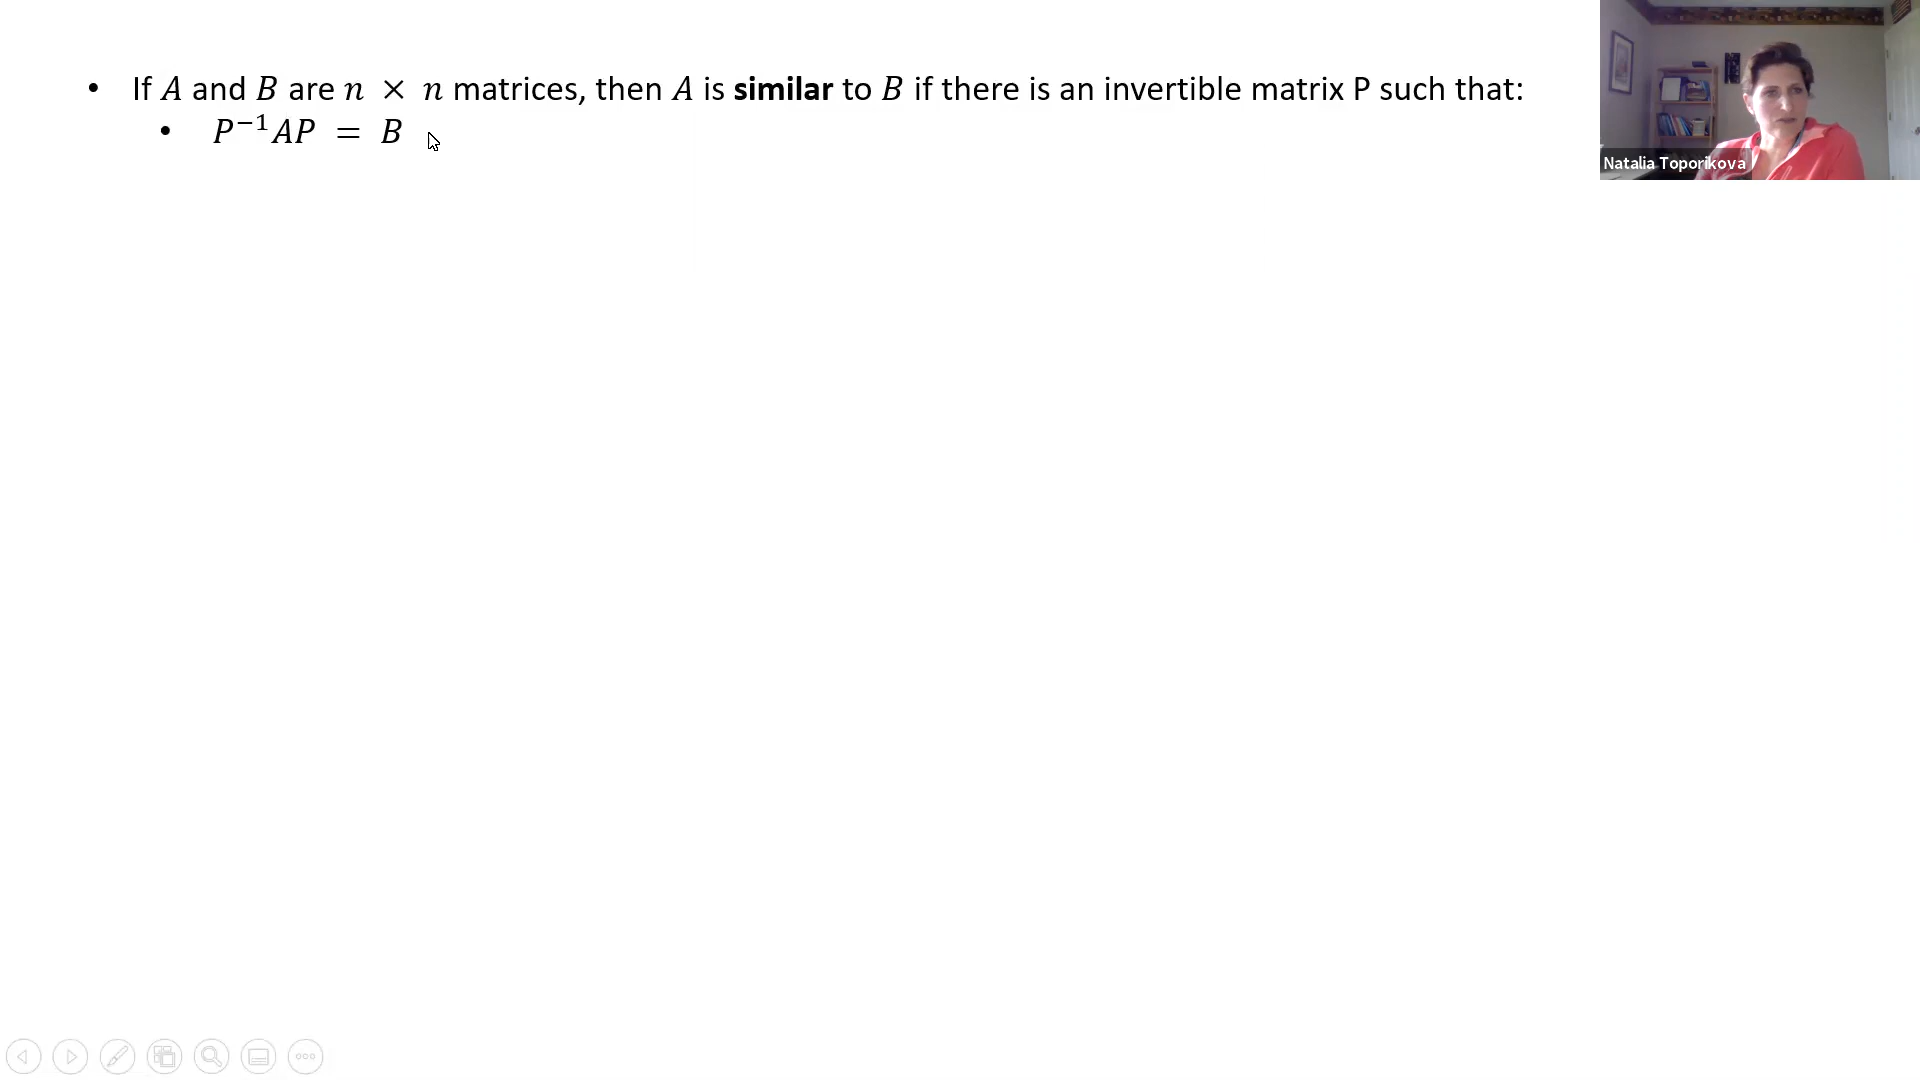 • If A and B are n × n matrices, then A is similar to B if there is an invertible matrix P such that:
• P⁻¹AP = B
Natalia Toporikova